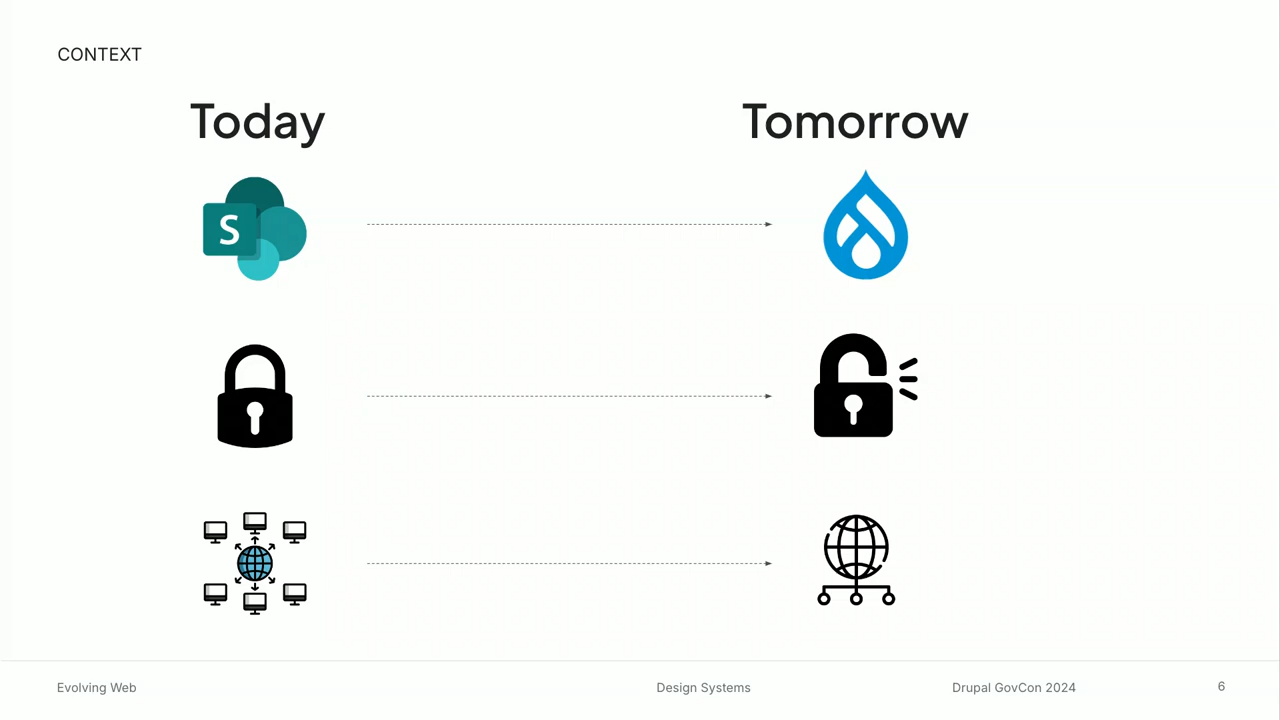 CONTEXT
Today
Tomorrow
S
Evolving Web
Design Systems
Drupal GovCon 2024
6